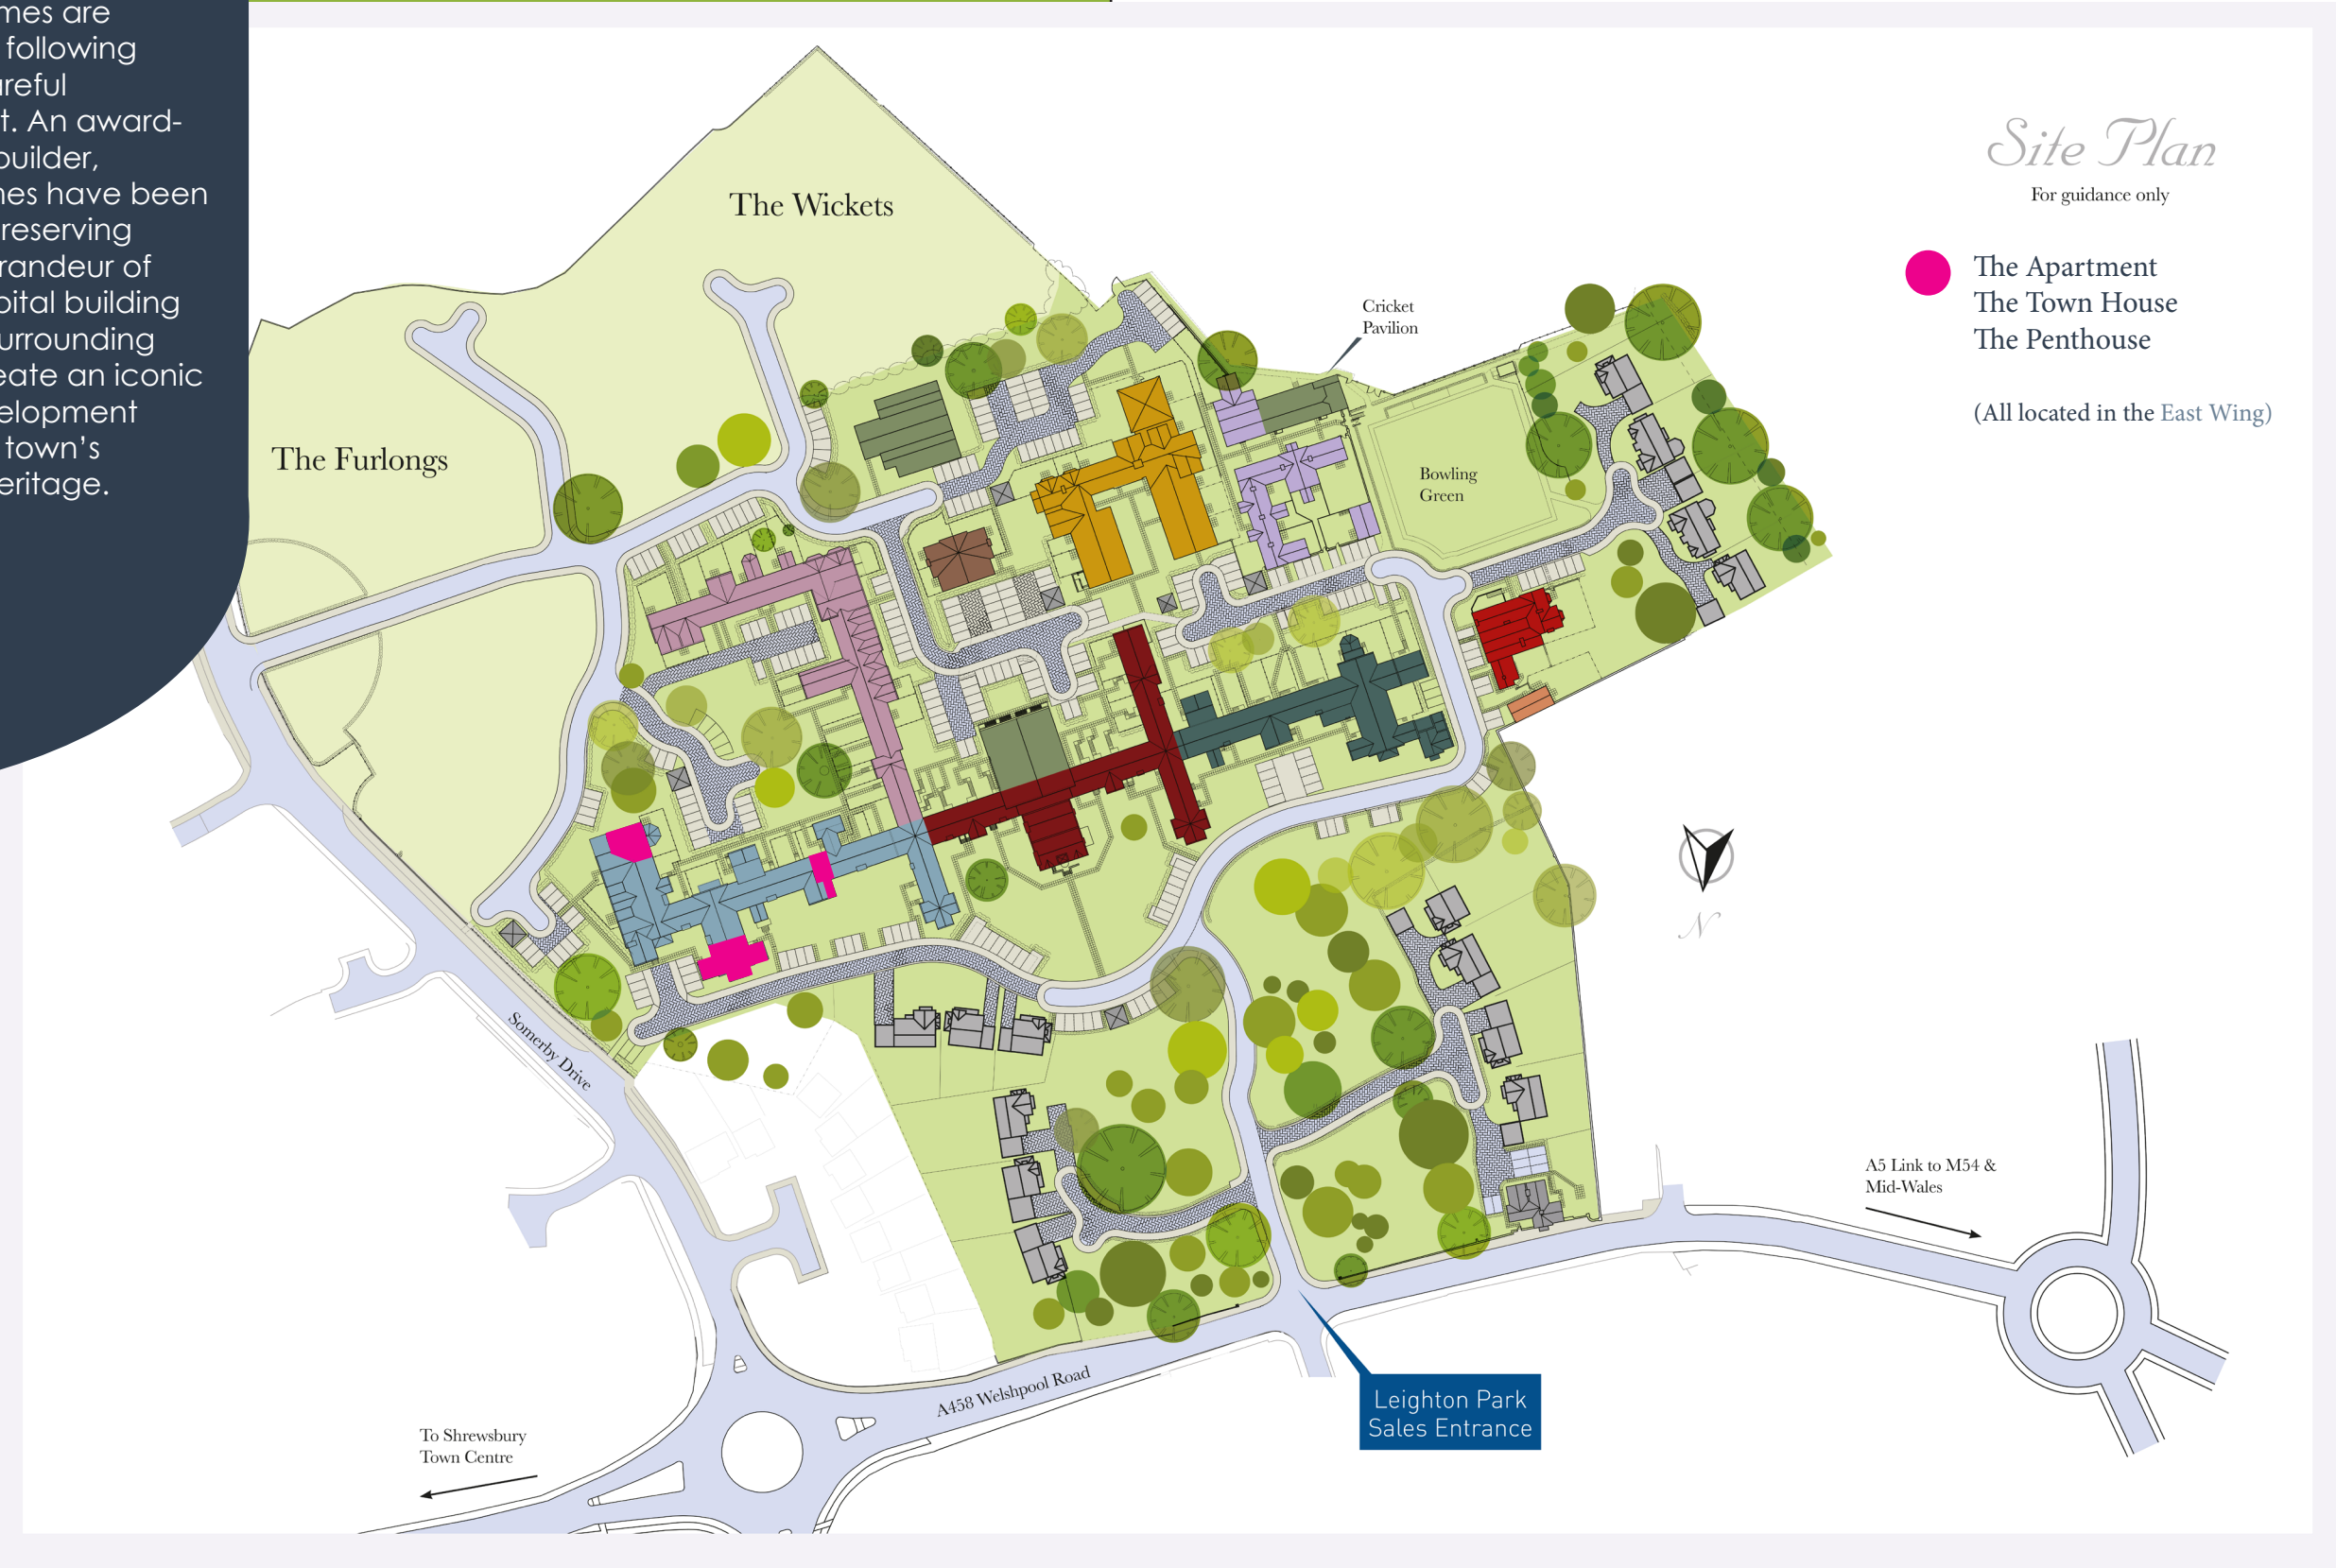 mes are
following
areful
t. An award-
builder,
mes have been
reserving
randeur of
pital building
urrounding
eate an iconic
elopment
town's
eritage.
Site Plan
For guidance only
The Apartment
The Town House
The Penthouse
(All located in the East Wing)
The Wickets
The Furlongs
Cricket
Pavilion
Bowling
Green
N
Somerby Drive
A5 Link to M54 &
Mid-Wales
A458 Welshpool Road
Leighton Park
Sales Entrance
To Shrewsbury
Town Centre